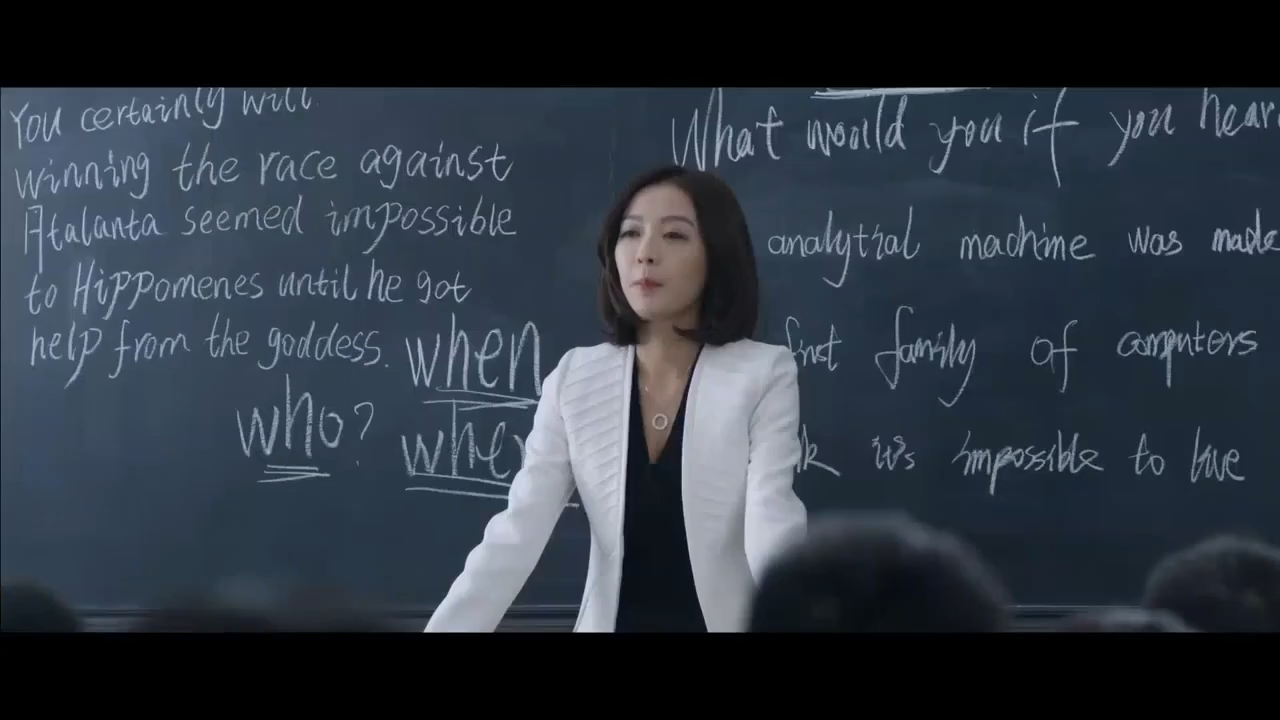 You certainly will
winning the race against
Atalanta seemed impossible
to Hippomenes until he got
help from the goddess.
who?
when
What would you if you hear
analytral machine was made
first family of computers
it's impossible to live